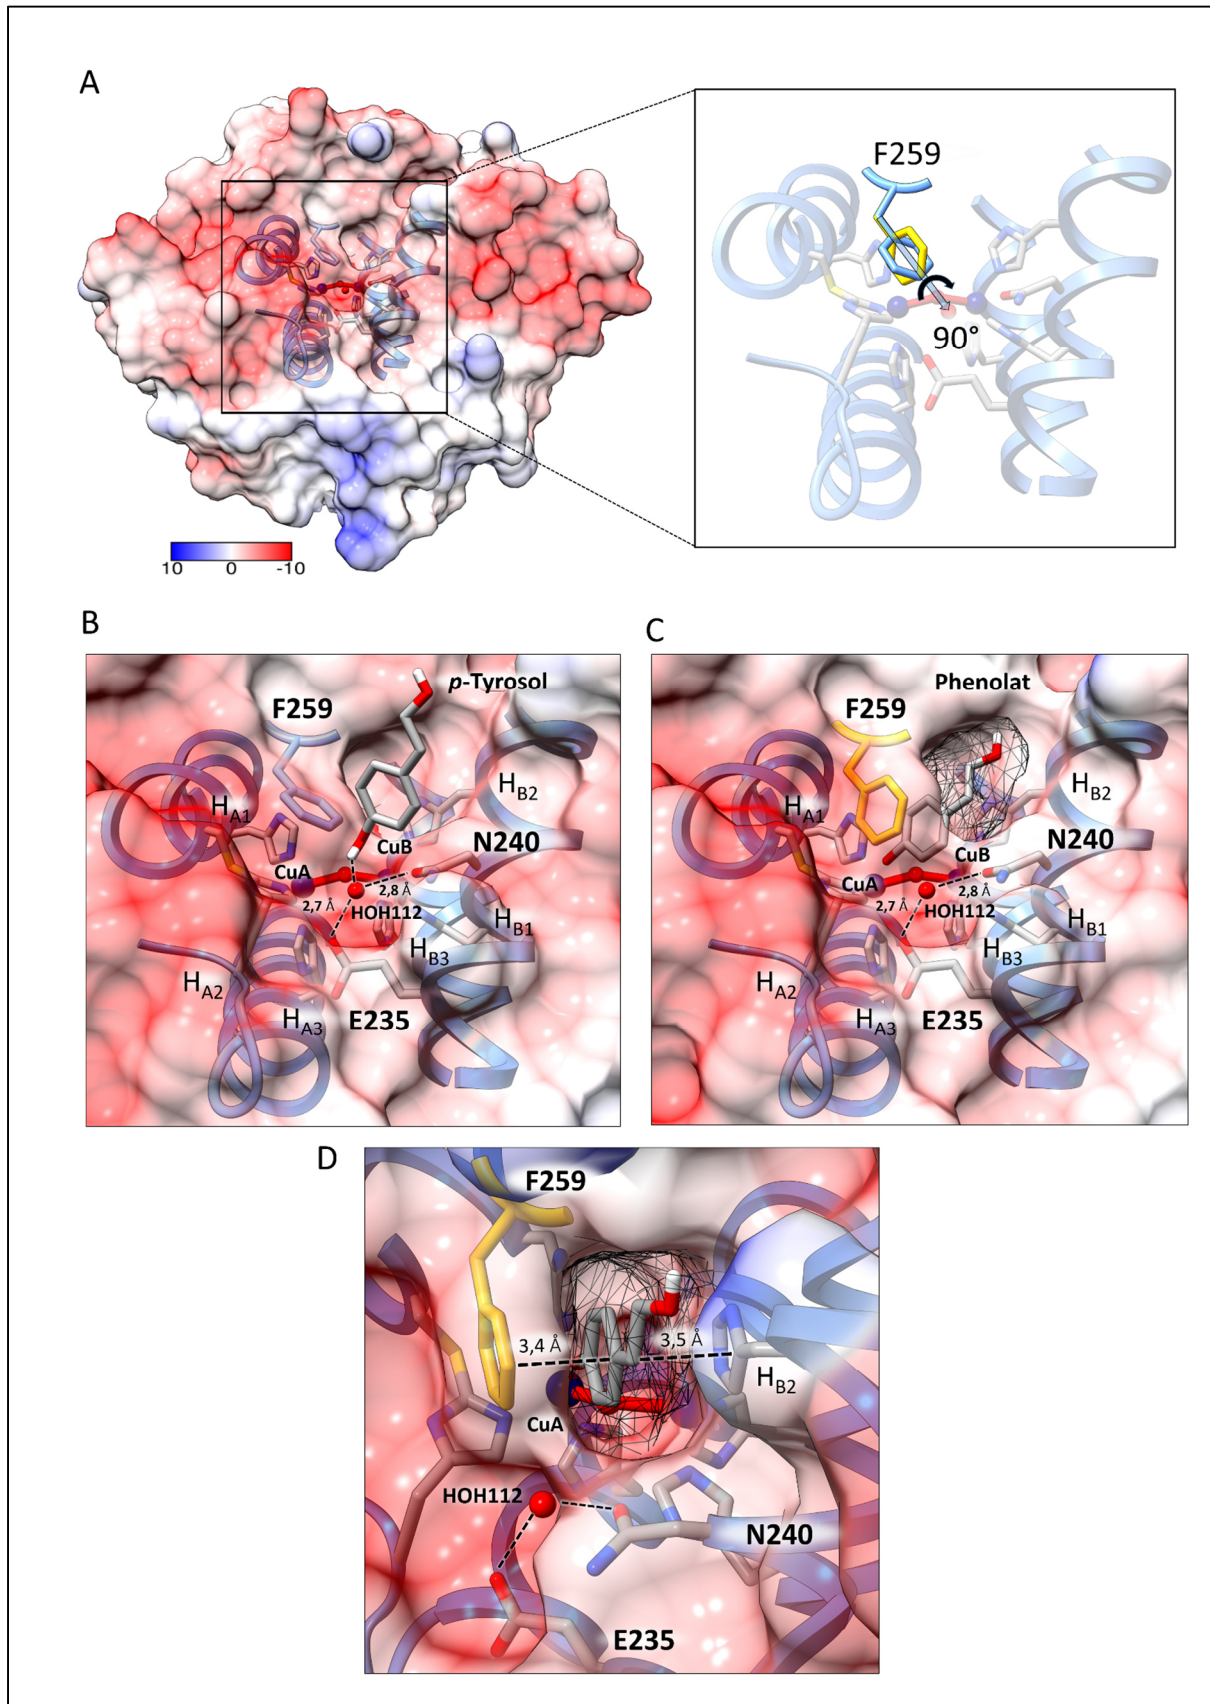 A
F259
90°
10 0 -10
B
p-Tyrosol
F259
HB2
HA1
CuB
N240
CuA
2,8 Å
2,7 Å
HOH112
HB1
HB3
HA2
HA3
E235
C
Phenolat
F259
HB2
HA1
N240
CuB
CuA
2,8 Å
2,7 Å
HOH112
HB1
HB3
HA2
HA3
E235
D
F259
3,4 Å
3,5 Å
HB2
CuA
HOH112
N240
E235